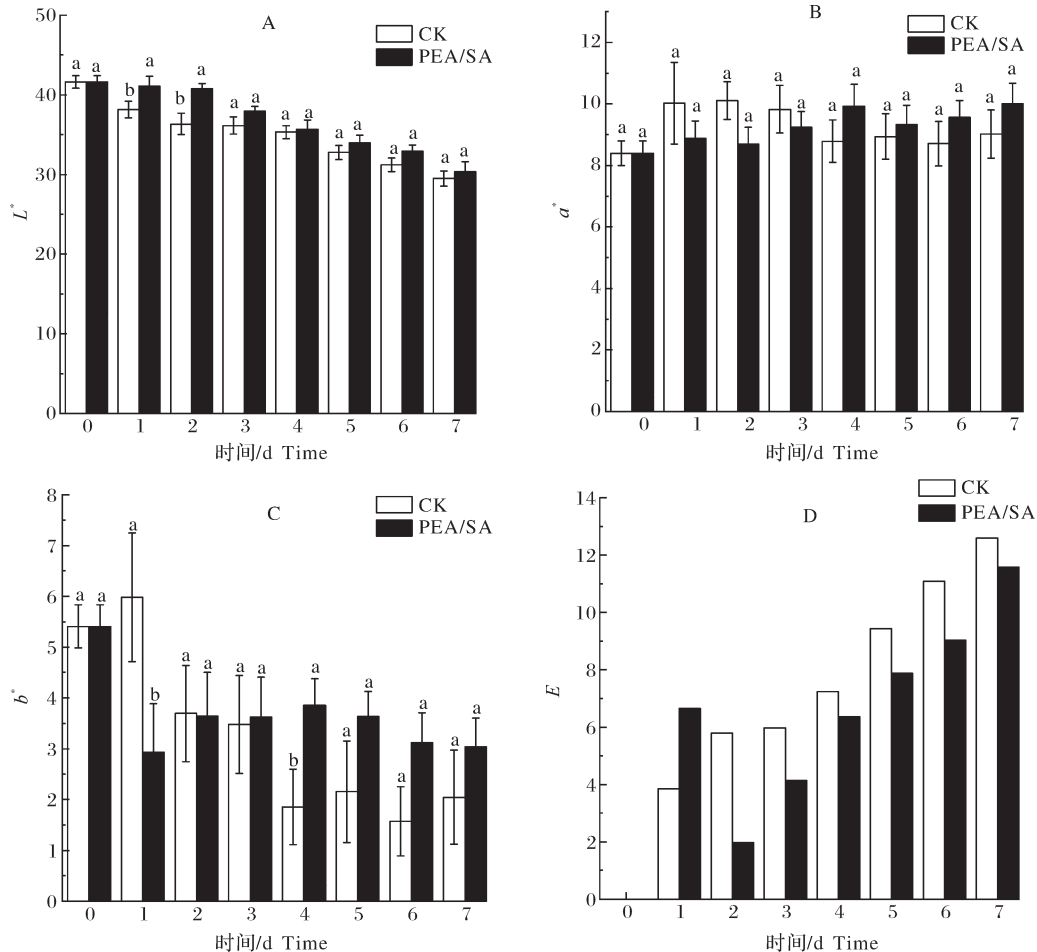 A
CK
PEA/SA
50
40
30
20
10
0
L*
a a b a b a a a a a a a a a a a
0 1 2 3 4 5 6 7
时间/d Time
B
CK
PEA/SA
12
10
8
6
4
2
0
a*
a a a a a a a a a a a a a a a a
0 1 2 3 4 5 6 7
时间/d Time
C
CK
PEA/SA
8
7
6
5
4
3
2
1
0
b*
a a a b a a a a b a a a a a a a
0 1 2 3 4 5 6 7
时间/d Time
D
CK
PEA/SA
14
12
10
8
6
4
2
0
E
0 1 2 3 4 5 6 7
时间/d Time